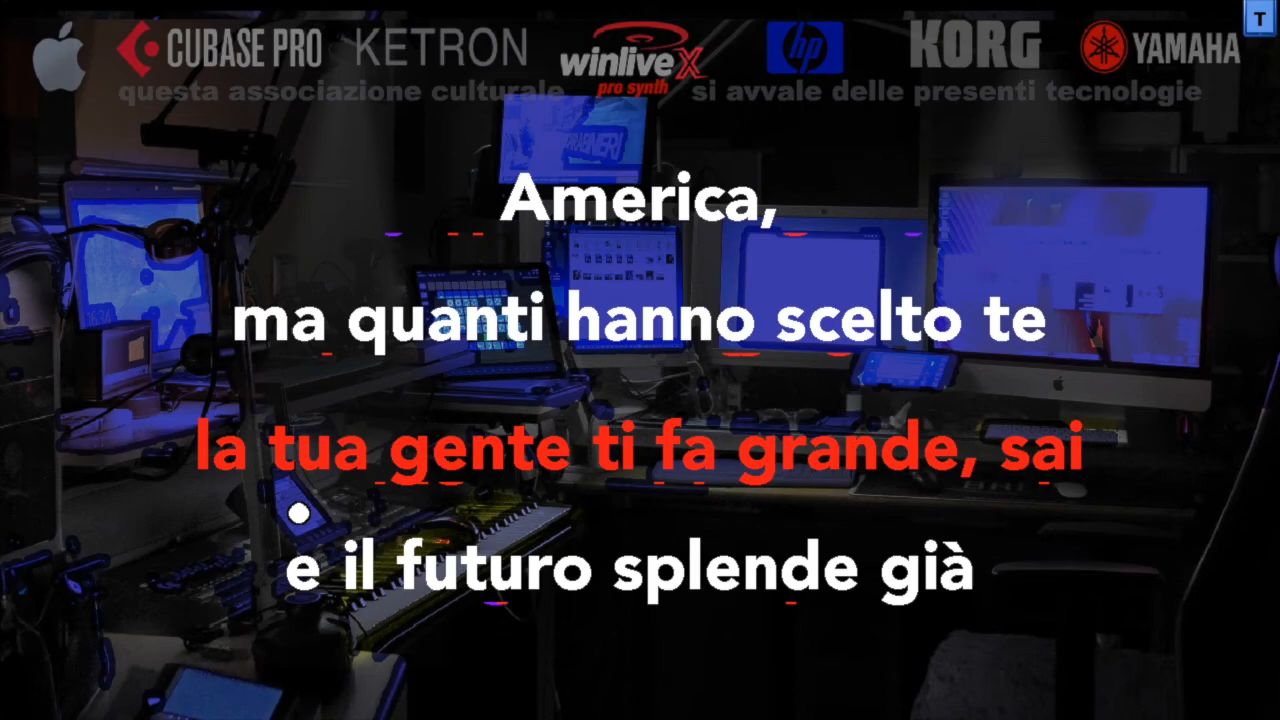 T
CUBASE PRO KETRON winlive X pro synth hp KORG YAMAHA
questa associazione culturale si avvale delle presenti tecnologie
America,
ma quanti hanno scelto te
la tua gente ti fa grande, sai
e il futuro splende già